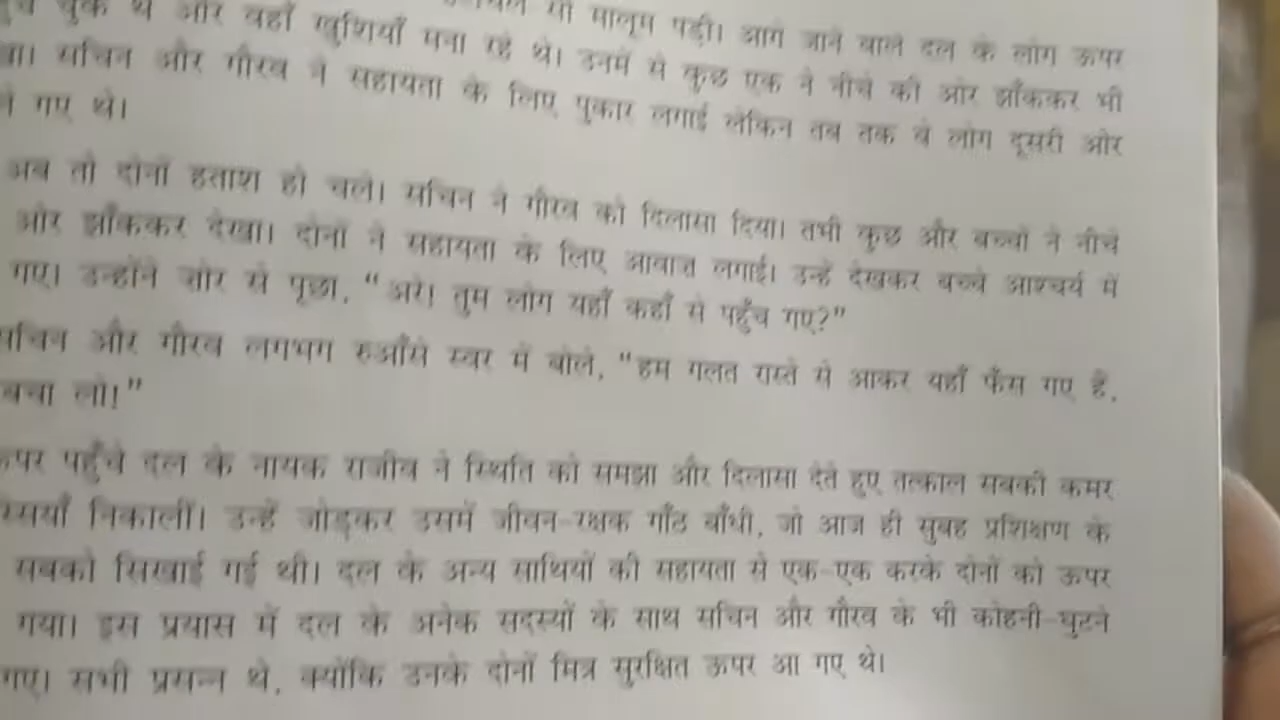 मालूम पड़ी। आगे जाने वाले दल के लोग ऊपर
चुके थे और वहाँ खुशियाँ मना रहे थे। उनमें से कुछ एक ने नीचे की ओर झाँककर भी
सचिन और गौरव ने सहायता के लिए पुकार लगाई लेकिन तब तक वे लोग दूसरी ओर
गए थे।
अब तो दोनों हताश हो चले। सचिन ने गौरव को दिलासा दिया। तभी कुछ और बच्चों ने नीचे
ओर झाँककर देखा। दोनों ने सहायता के लिए आवाज़ लगाई। उन्हें देखकर बच्चे आश्चर्य में
गए। उन्होंने ज़ोर से पूछा, “अरे! तुम लोग यहाँ कहाँ से पहुँच गए?”
सचिन और गौरव लगभग रुआँसे स्वर में बोले, “हम गलत रास्ते से आकर यहाँ फँस गए हैं,
बचा लो!”
पहुँचे दल के नायक राजीव ने स्थिति को समझा और दिलासा देते हुए तत्काल सबकी कमर
निकालीं। उन्हें जोड़कर उसमें जीवन-रक्षक गाँठ बाँधी, जो आज ही सुबह प्रशिक्षण के
सबको सिखाई गई थी। दल के अन्य साथियों की सहायता से एक-एक करके दोनों को ऊपर
गया। इस प्रयास में दल के अनेक सदस्यों के साथ सचिन और गौरव के भी कोहनी-घुटने
गए। सभी प्रसन्न थे, क्योंकि उनके दोनों मित्र सुरक्षित ऊपर आ गए थे।